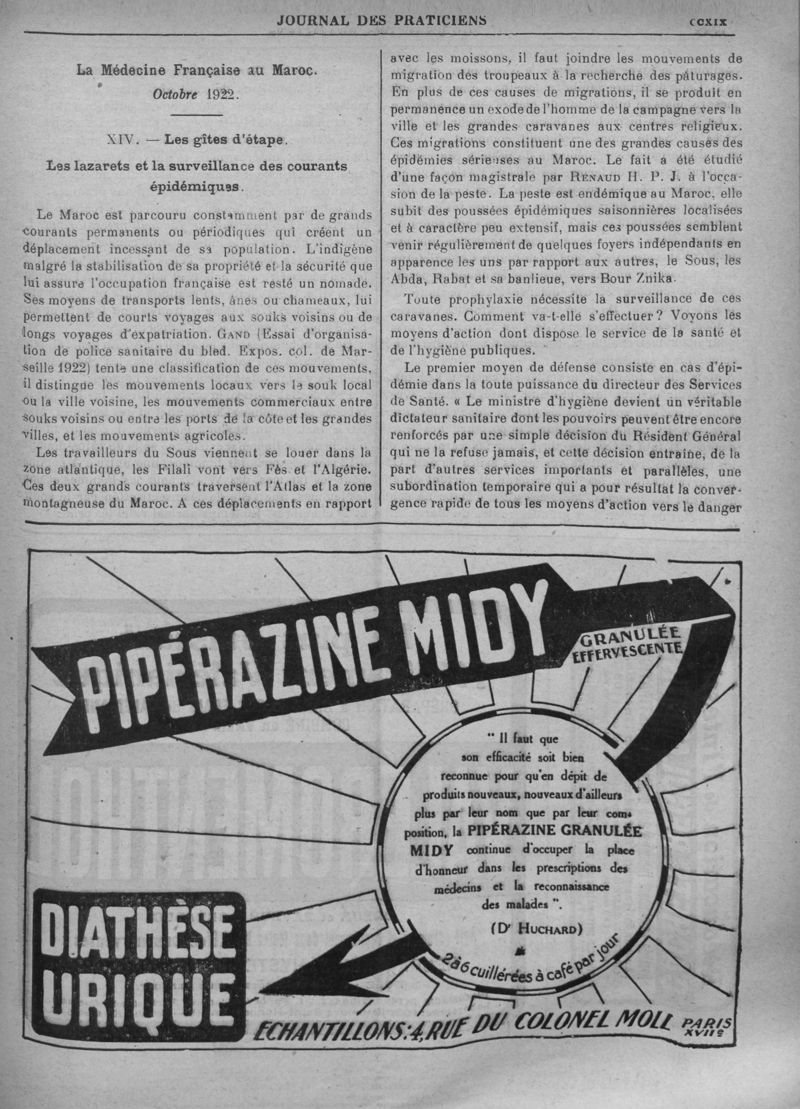 JOURNAL DES PRATICIENS
CCXIX
La Médecine Française au Maroc.
Octobre 1922.
XIV. — Les gîtes d'étape.
Les lazarets et la surveillance des courants
épidémiques.
Le Maroc est parcouru constamment par de grands
courants permanents ou périodiques qui créent un
déplacement incessant de sa population. L'indigène
malgré la stabilisation de sa propriété et la sécurité que
lui assure l'occupation française est resté un nomade.
Ses moyens de transports lents, ânes ou chameaux, lui
permettent de courts voyages aux souks voisins ou de
longs voyages d'expatriation. GAND (Essai d'organisa-
tion de police sanitaire du bled. Expos. col. de Mar-
seille 1922) tente une classification de ces mouvements,
il distingue les mouvements locaux vers le souk local
ou la ville voisine, les mouvements commerciaux entre
souks voisins ou entre les ports de la côte et les grandes
villes, et les mouvements agricoles.
Les travailleurs du Sous viennent se louer dans la
zone atlantique, les Filali vont vers Fès et l'Algérie.
Ces deux grands courants traversent l'Atlas et la zone
montagneuse du Maroc. A ces déplacements en rapport
avec les moissons, il faut joindre les mouvements de
migration des troupeaux à la recherche des pâturages.
En plus de ces causes de migrations, il se produit en
permanence un exode de l'homme de la campagne vers la
ville et les grandes caravanes aux centres religieux.
Ces migrations constituent une des grandes causes des
épidémies sérieuses au Maroc. Le fait a été étudié
d'une façon magistrale par RENAUD H. P. J. à l'occa-
sion de la peste. La peste est endémique au Maroc, elle
subit des poussées épidémiques saisonnières localisées
et à caractère peu extensif, mais ces poussées semblent
venir régulièrement de quelques foyers indépendants en
apparence les uns par rapport aux autres, le Sous, les
Abda, Rabat et sa banlieue, vers Bour Znika.
Toute prophylaxie nécessite la surveillance de ces
caravanes. Comment va-t-elle s'effectuer ? Voyons les
moyens d'action dont dispose le service de la santé et
de l'hygiène publiques.
Le premier moyen de défense consiste en cas d'épi-
démie dans la toute puissance du directeur des Services
de Santé. « Le ministre d'hygiène devient un véritable
dictateur sanitaire dont les pouvoirs peuvent être encore
renforcés par une simple décision du Résident Général
qui ne la refuse jamais, et cette décision entraîne, de la
part d'autres services importants et parallèles, une
subordination temporaire qui a pour résultat la conver-
gence rapide de tous les moyens d'action vers le danger
PIPÉRAZINE MIDY
GRANULÉE
EFFERVESCENTE
" Il faut que
son efficacité soit bien
reconnue pour qu'en dépit de
produits nouveaux, nouveaux d'ailleurs
plus par leur nom que par leur com-
position, la PIPÉRAZINE GRANULÉE
MIDY continue d'occuper la place
d'honneur dans les prescriptions des
médecins et la reconnaissance
des malades ".
(Dr HUCHARD)
2 à 6 cuillérées à café par jour
DIATHÈSE
URIQUE
ECHANTILLONS: 4, RUE DU COLONEL MOLL PARIS
XVIIe